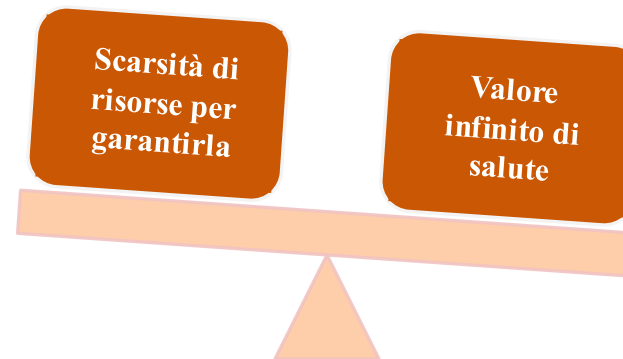 Scarsità di
risorse per
garantirla
Valore
infinito di
salute